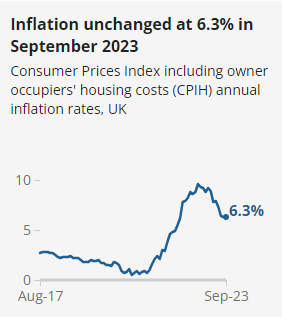 Inflation unchanged at 6.3% in
September 2023
Consumer Prices Index including owner
occupiers' housing costs (CPIH) annual
inflation rates, UK
10
6.3%
5
0
Aug-17 Sep-23